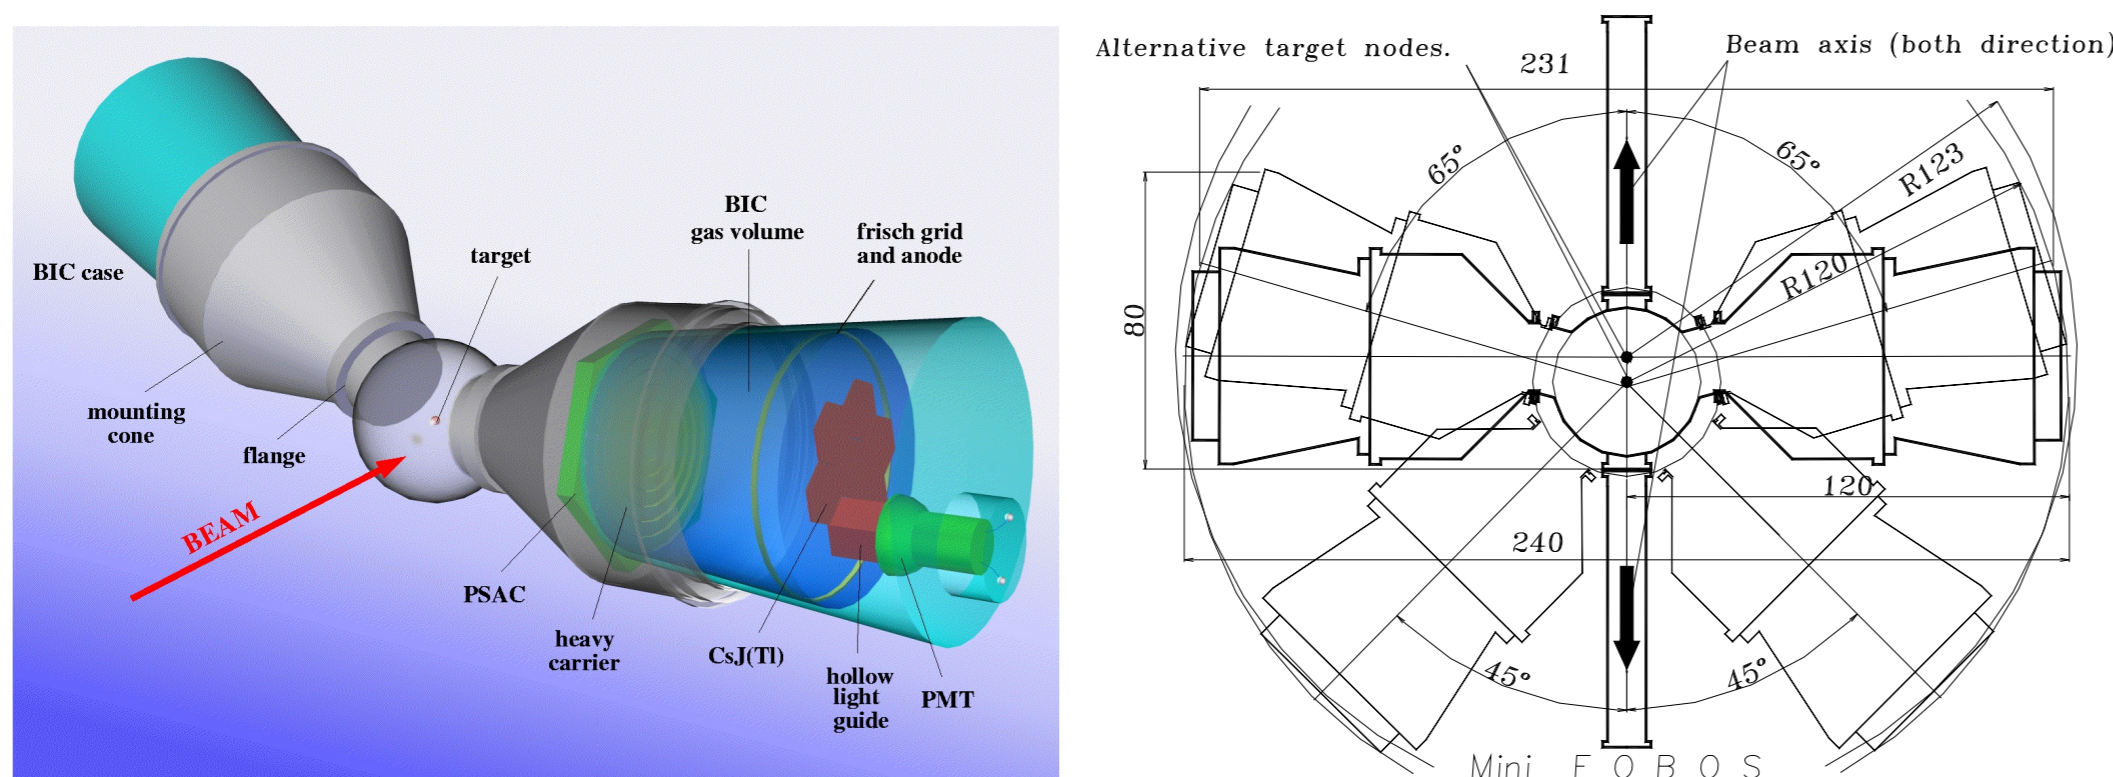 BIC
gas volume
frisch grid
and anode
target
BIC case
mounting
cone
flange
BEAM
PSAC
heavy
carrier
CsJ(Tl)
hollow
light
guide
PMT
Alternative target nodes.
Beam axis (both direction)
231
65°
65°
R123
R120
80
120
240
45°
45°
Mini F O B O S